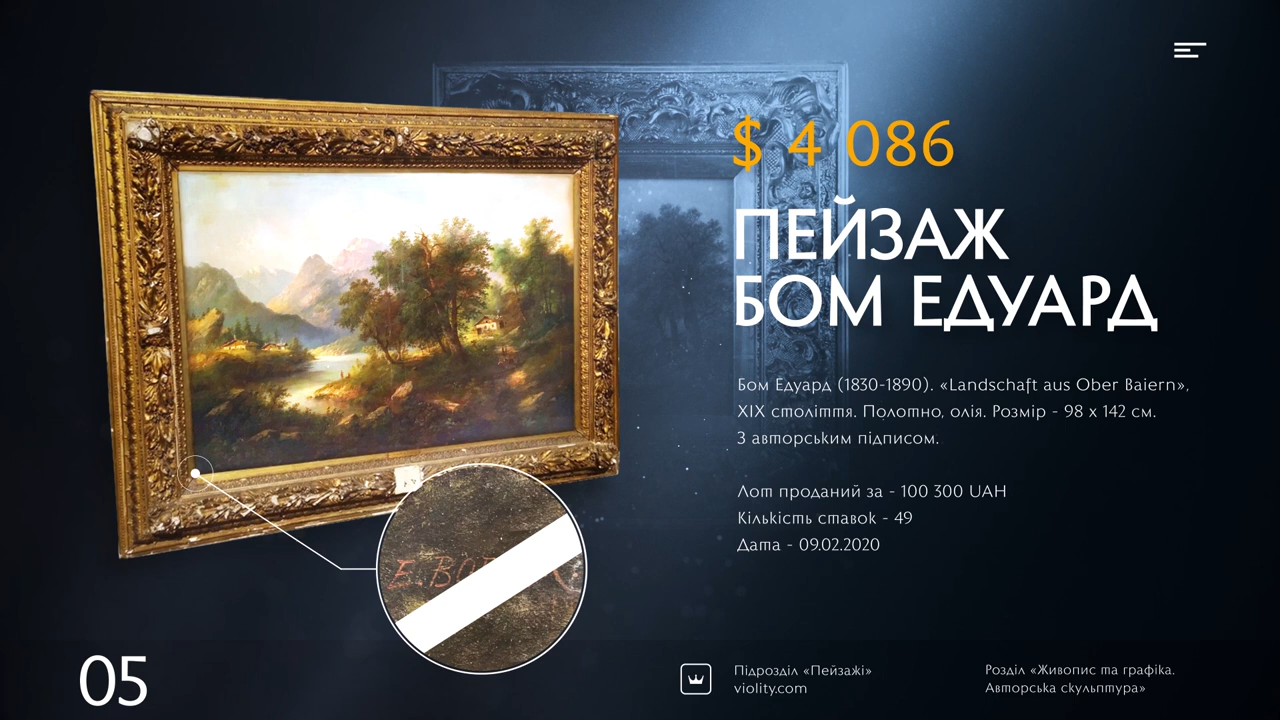 $ 4 086
ПЕЙЗАЖ
БОМ ЕДУАРД
Бом Едуард (1830-1890). «Landschaft aus Ober Baiern»,
XIX століття. Полотно, олія. Розмір - 98 x 142 см.
З авторським підписом.
Лот проданий за - 100 300 UAH
Кількість ставок - 49
Дата - 09.02.2020
05
Підрозділ «Пейзажі»
violity.com
Розділ «Живопис та графіка.
Авторська скульптура»